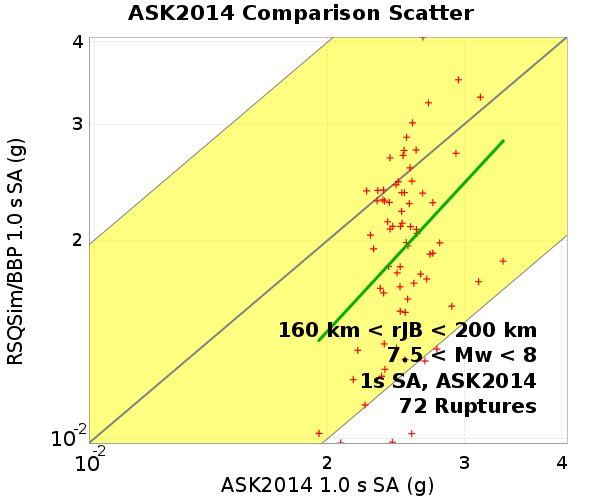 ASK2014 Comparison Scatter
RSQSim/BBP 1.0 s SA (g)
4
3
2
10-2
160 km < rJB < 200 km
7.5 < Mw < 8
1s SA, ASK2014
72 Ruptures
10-2 2 3 4
ASK2014 1.0 s SA (g)